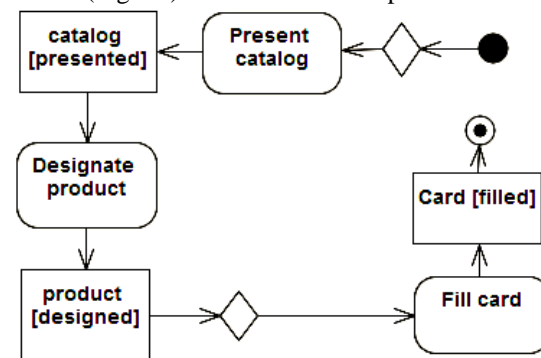 catalog
[presented]
Present
catalog
Designate
product
product
[designed]
Fill card
Card [filled]